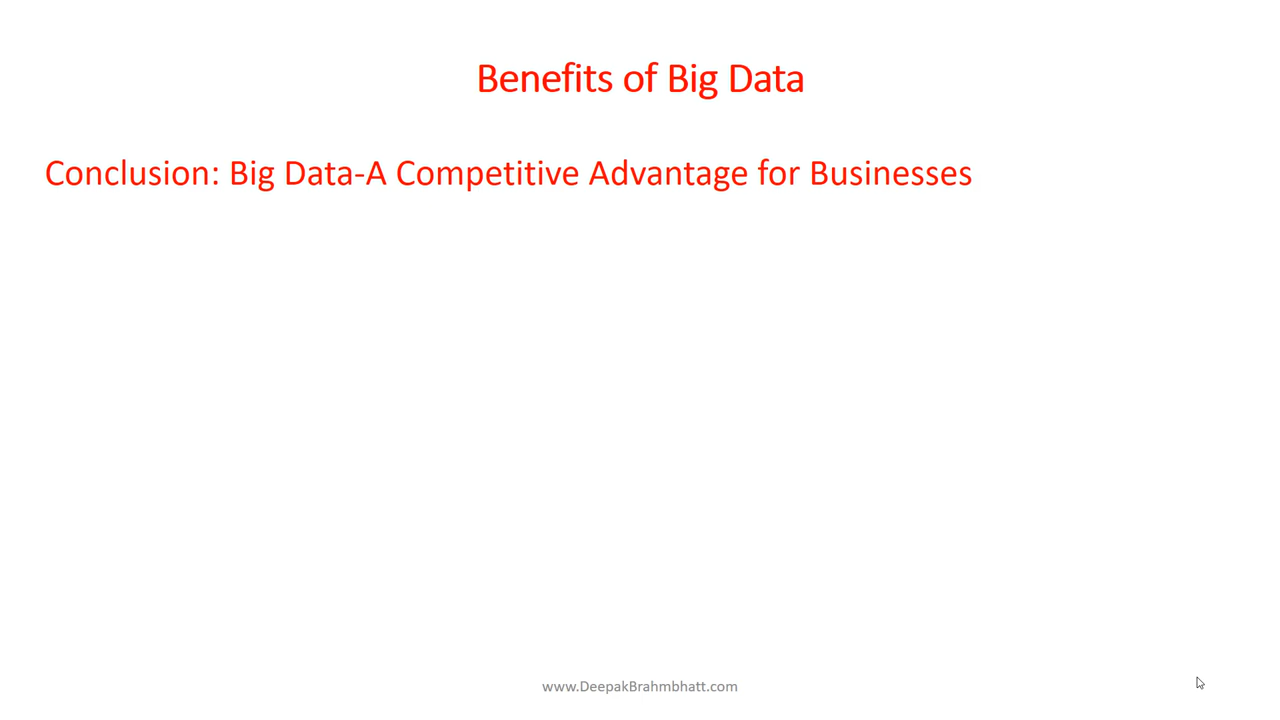 Benefits of Big Data
Conclusion: Big Data-A Competitive Advantage for Businesses
www.DeepakBrahmbhatt.com